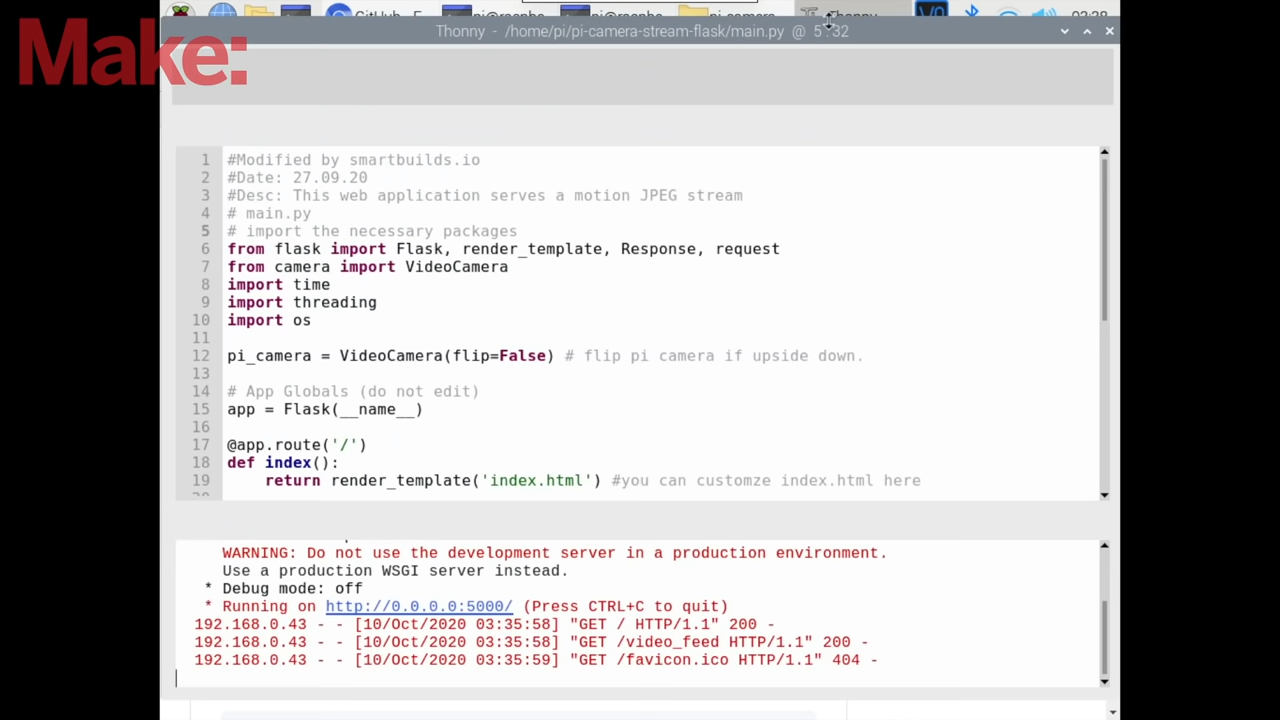 Make:
Thonny - /home/pi/pi-camera-stream-flask/main.py @ 5:32
1 #Modified by smartbuilds.io
2 #Date: 27.09.20
3 #Desc: This web application serves a motion JPEG stream
4 # main.py
5 # import the necessary packages
6 from flask import Flask, render_template, Response, request
7 from camera import VideoCamera
8 import time
9 import threading
10 import os
11
12 pi_camera = VideoCamera(flip=False) # flip pi camera if upside down.
13
14 # App Globals (do not edit)
15 app = Flask(__name__)
16
17 @app.route('/')
18 def index():
19     return render_template('index.html') #you can customze index.html here
WARNING: Do not use the development server in a production environment.
Use a production WSGI server instead.
* Debug mode: off
* Running on http://0.0.0.0:5000/ (Press CTRL+C to quit)
192.168.0.43 - - [10/Oct/2020 03:35:58] "GET / HTTP/1.1" 200 -
192.168.0.43 - - [10/Oct/2020 03:35:58] "GET /video_feed HTTP/1.1" 200 -
192.168.0.43 - - [10/Oct/2020 03:35:59] "GET /favicon.ico HTTP/1.1" 404 -